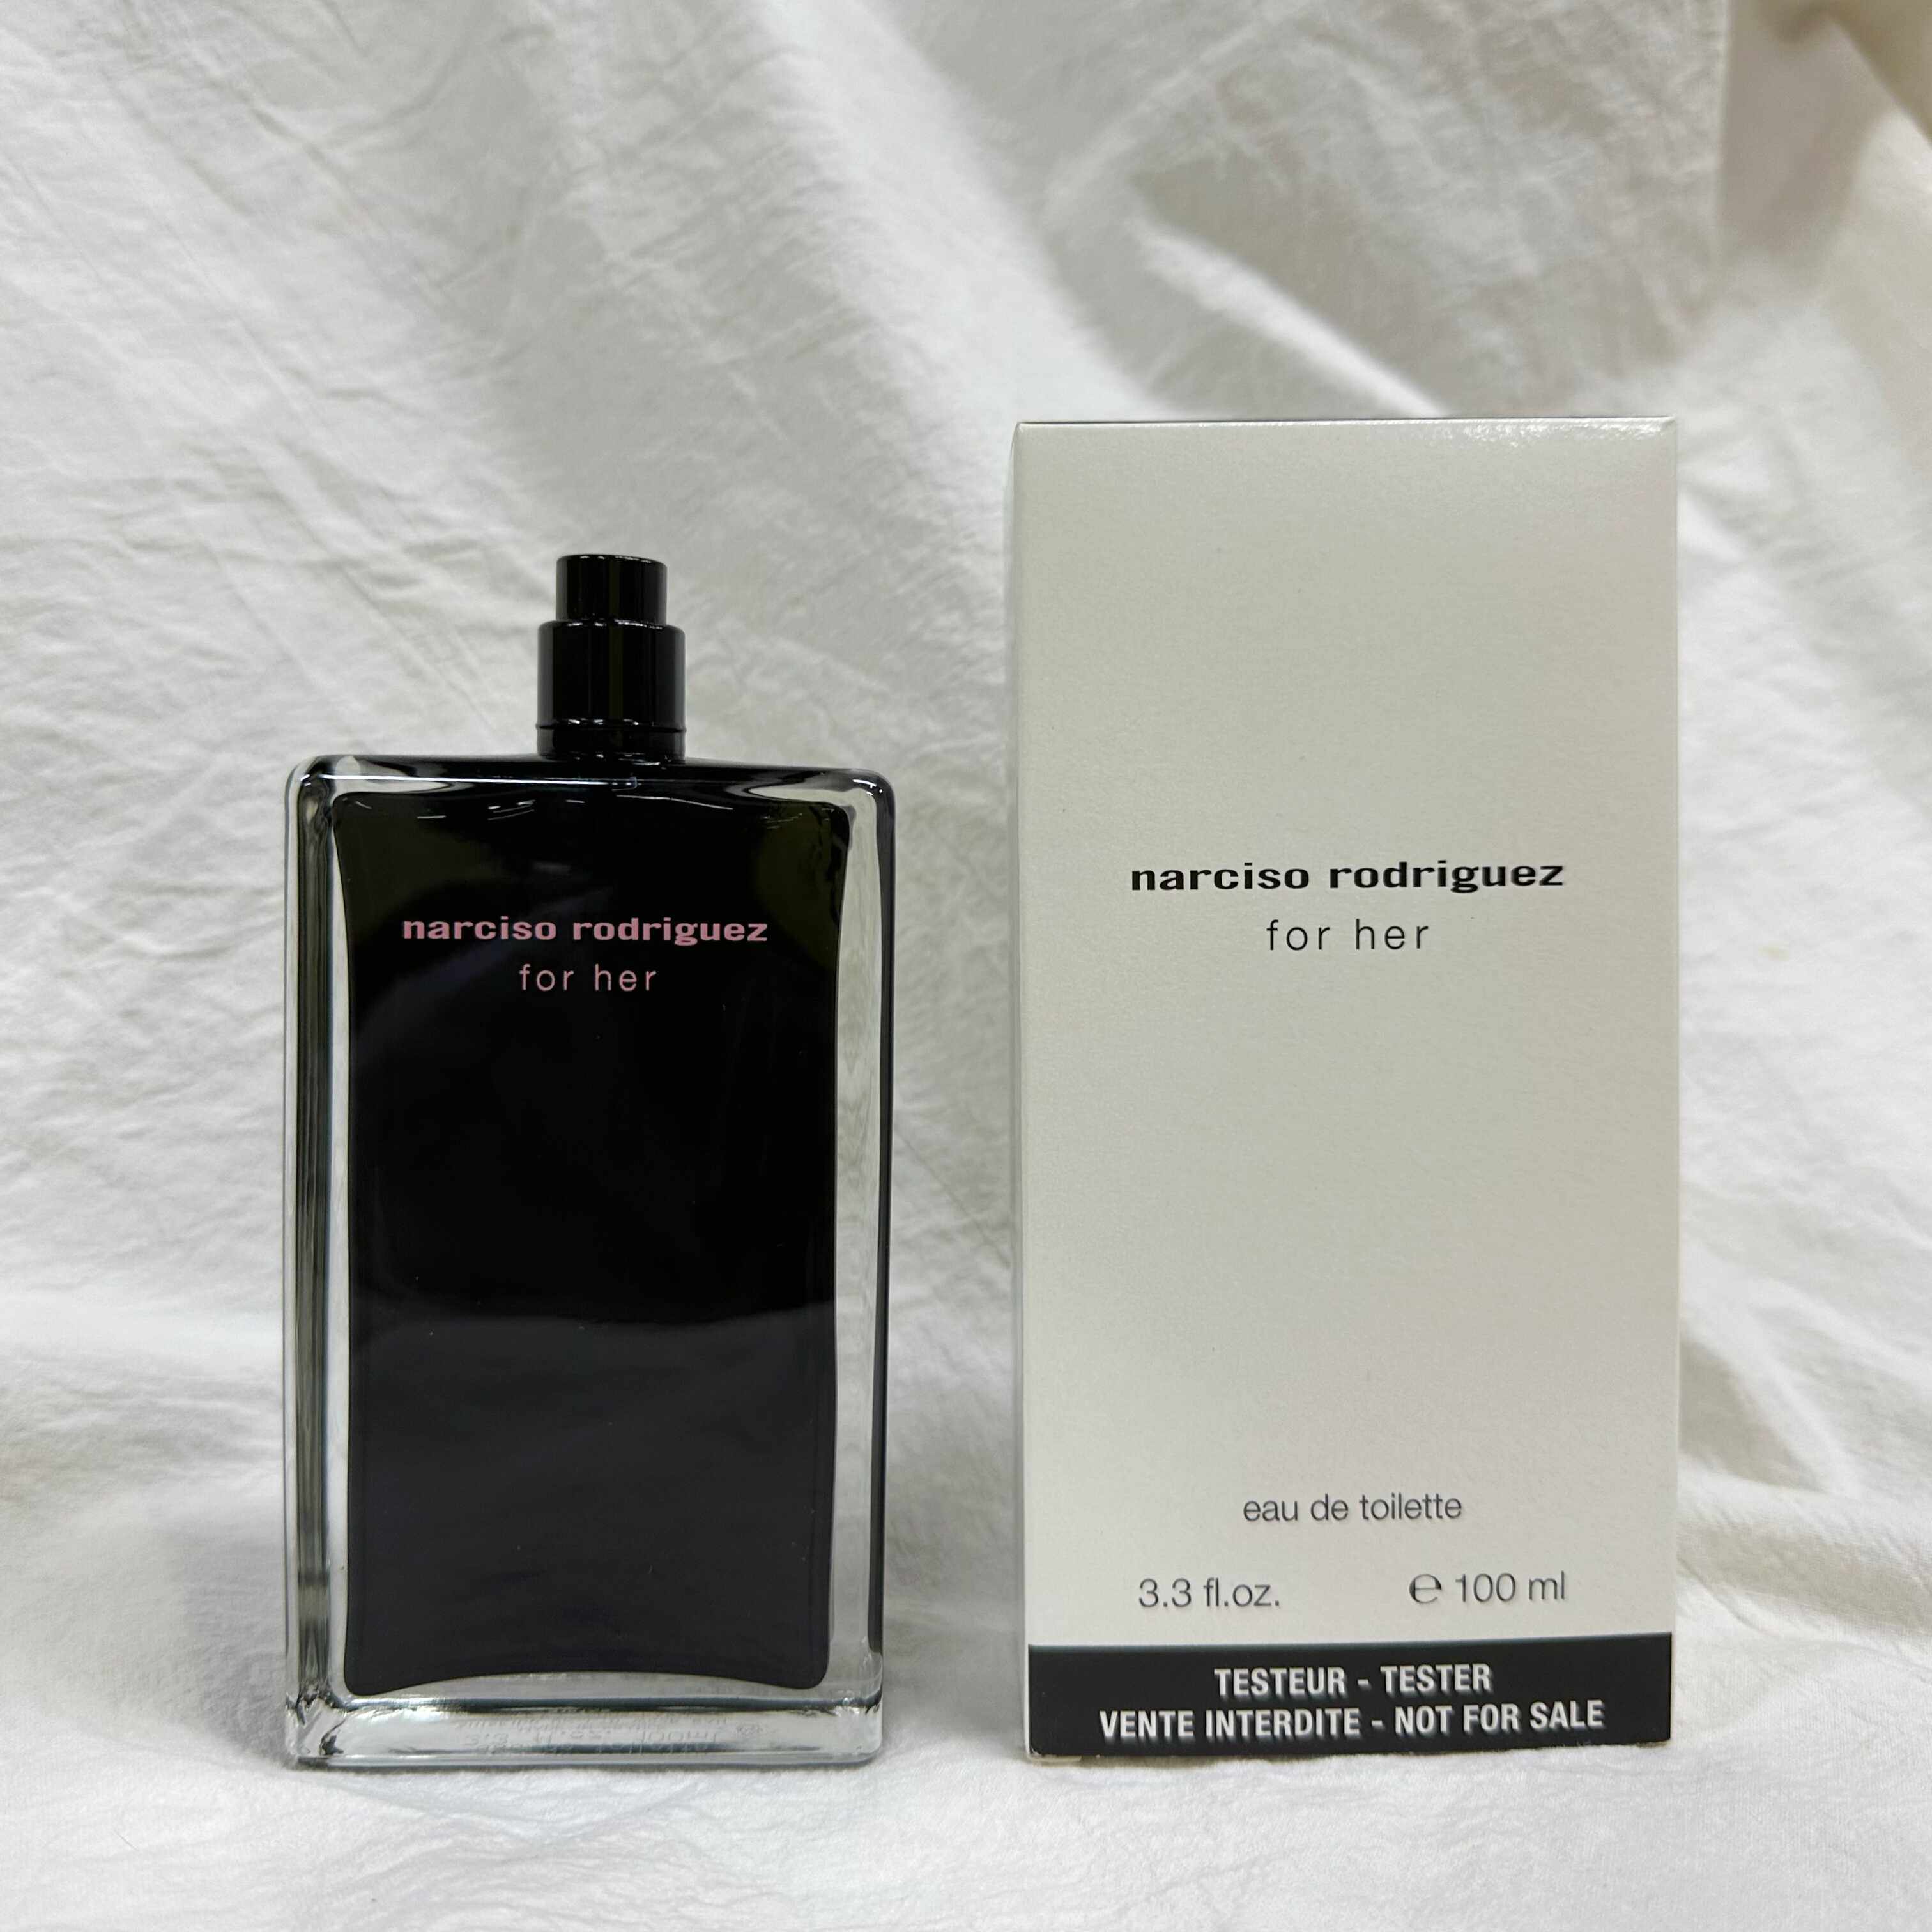 narciso rodriguez
for her
narciso rodriguez
for her
eau de toilette
3.3 fl.oz. ℮ 100 ml
TESTEUR - TESTER
VENTE INTERDITE - NOT FOR SALE